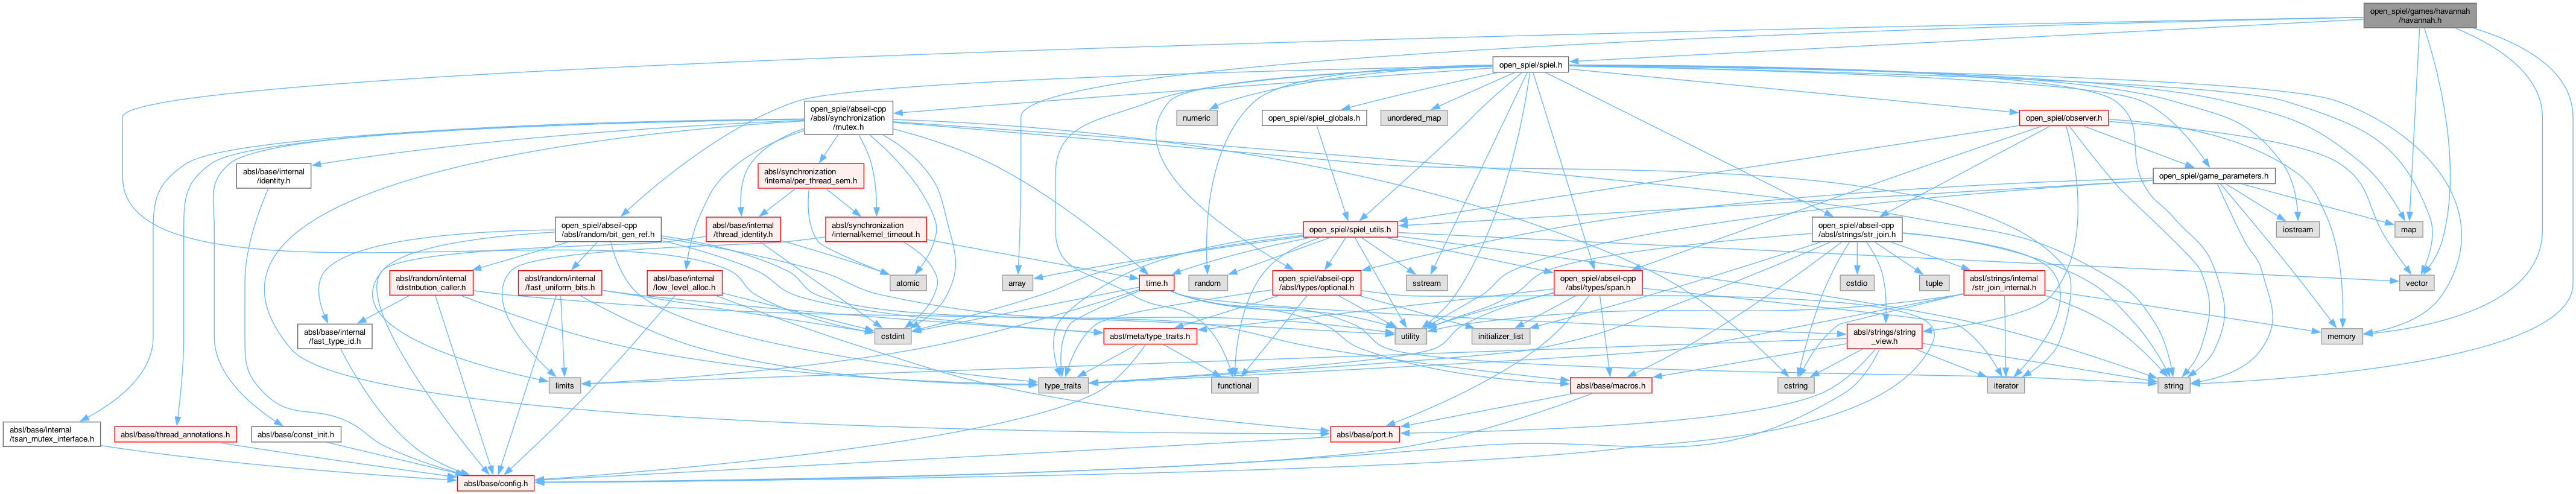 open_spiel/games/havannah
/havannah.h
open_spiel/spiel.h
open_spiel/abseil-cpp
/absl/synchronization
/mutex.h
numeric
open_spiel/spiel_globals.h
unordered_map
open_spiel/observer.h
absl/base/internal
/identity.h
absl/synchronization
/internal/per_thread_sem.h
open_spiel/game_parameters.h
open_spiel/abseil-cpp
/absl/random/bit_gen_ref.h
absl/base/internal
/thread_identity.h
absl/synchronization
/internal/kernel_timeout.h
open_spiel/spiel_utils.h
open_spiel/abseil-cpp
/absl/strings/str_join.h
iostream
map
absl/random/internal
/distribution_caller.h
absl/random/internal
/fast_uniform_bits.h
absl/base/internal
/low_level_alloc.h
atomic
array
time.h
random
open_spiel/abseil-cpp
/absl/types/optional.h
sstream
open_spiel/abseil-cpp
/absl/types/span.h
cstdio
tuple
absl/strings/internal
/str_join_internal.h
vector
absl/base/internal
/fast_type_id.h
cstdint
absl/meta/type_traits.h
utility
initializer_list
absl/strings/string
_view.h
memory
limits
type_traits
functional
absl/base/macros.h
cstring
iterator
string
absl/base/internal
/tsan_mutex_interface.h
absl/base/thread_annotations.h
absl/base/const_init.h
absl/base/port.h
absl/base/config.h